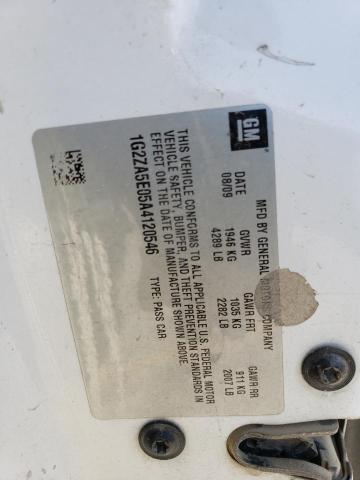 GM
MFD BY GENERAL MOTORS COMPANY
DATE GVWR GAWR FRT GAWR RR
08/09 1946 KG 1035 KG 911 KG
4289 LB 2282 LB 2007 LB
THIS VEHICLE CONFORMS TO ALL APPLICABLE U.S. FEDERAL MOTOR
VEHICLE SAFETY, BUMPER, AND THEFT PREVENTION STANDARDS IN
EFFECT ON THE DATE OF MANUFACTURE SHOWN ABOVE.
1G2ZA5E05A4120546 TYPE: PASS CAR